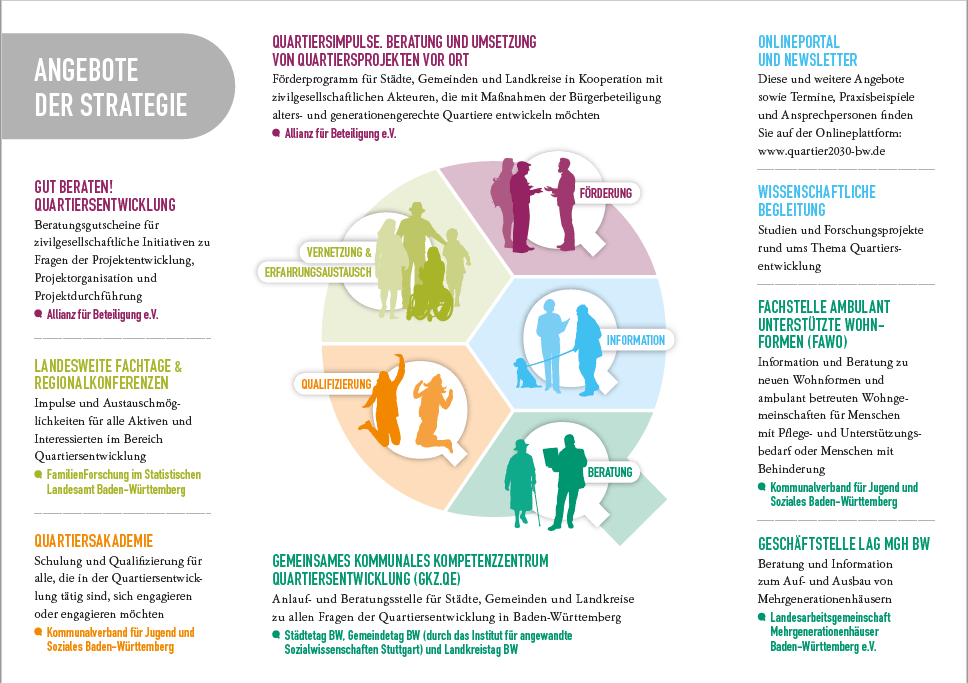 ANGEBOTE
DER STRATEGIE
GUT BERATEN!
QUARTIERSENTWICKLUNG
Beratungsgutscheine für
zivilgesellschaftliche Initiativen zu
Fragen der Projektentwicklung,
Projektorganisation und
Projektdurchführung
Allianz für Beteiligung e.V.
LANDESWEITE FACHTAGE &
REGIONALKONFERENZEN
Impulse und Austauschmög-
lichkeiten für alle Aktiven und
Interessierten im Bereich
Quartiersentwicklung
FamilienForschung im Statistischen
Landesamt Baden-Württemberg
QUARTIERSAKADEMIE
Schulung und Qualifizierung für
alle, die in der Quartiersentwick-
lung tätig sind, sich engagieren
oder engagieren möchten
Kommunalverband für Jugend und
Soziales Baden-Württemberg
QUARTIERSIMPULSE. BERATUNG UND UMSETZUNG
VON QUARTIERSPROJEKTEN VOR ORT
Förderprogramm für Städte, Gemeinden und Landkreise in Kooperation mit
zivilgesellschaftlichen Akteuren, die mit Maßnahmen der Bürgerbeteiligung
alters- und generationengerechte Quartiere entwickeln möchten
Allianz für Beteiligung e.V.
FÖRDERUNG
VERNETZUNG &
ERFAHRUNGSAUSTAUSCH
INFORMATION
QUALIFIZIERUNG
BERATUNG
GEMEINSAMES KOMMUNALES KOMPETENZZENTRUM
QUARTIERSENTWICKLUNG (GKZ.QE)
Anlauf- und Beratungsstelle für Städte, Gemeinden und Landkreise
zu allen Fragen der Quartiersentwicklung in Baden-Württemberg
Städtetag BW, Gemeindetag BW (durch das Institut für angewandte
Sozialwissenschaften Stuttgart) und Landkreistag BW
ONLINEPORTAL
UND NEWSLETTER
Diese und weitere Angebote
sowie Termine, Praxisbeispiele
und Ansprechpersonen finden
Sie auf der Onlineplattform:
www.quartier2030-bw.de
WISSENSCHAFTLICHE
BEGLEITUNG
Studien und Forschungsprojekte
rund ums Thema Quartiers-
entwicklung
FACHSTELLE AMBULANT
UNTERSTÜTZTE WOHN-
FORMEN (FAWO)
Information und Beratung zu
neuen Wohnformen und
ambulant betreuten Wohnge-
meinschaften für Menschen
mit Pflege- und Unterstützungs-
bedarf oder Menschen mit
Behinderung
Kommunalverband für Jugend und
Soziales Baden-Württemberg
GESCHÄFTSTELLE LAG MGH BW
Beratung und Information
zum Auf- und Ausbau von
Mehrgenerationenhäusern
Landesarbeitsgemeinschaft
Mehrgenerationenhäuser
Baden-Württemberg e.V.